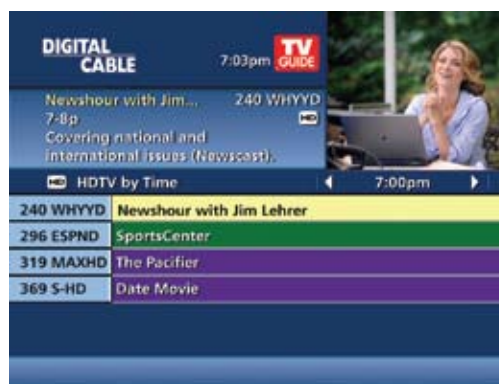 DIGITAL
CABLE
7:03pm
TV
GUIDE
Newshour with Jim... 240 WHYYD
7-8p HD
Covering national and
international issues (Newscast).
HD HDTV by Time 7:00pm
240 WHYYD Newshour with Jim Lehrer
296 ESPND SportsCenter
319 MAXHD The Pacifier
369 S-HD Date Movie